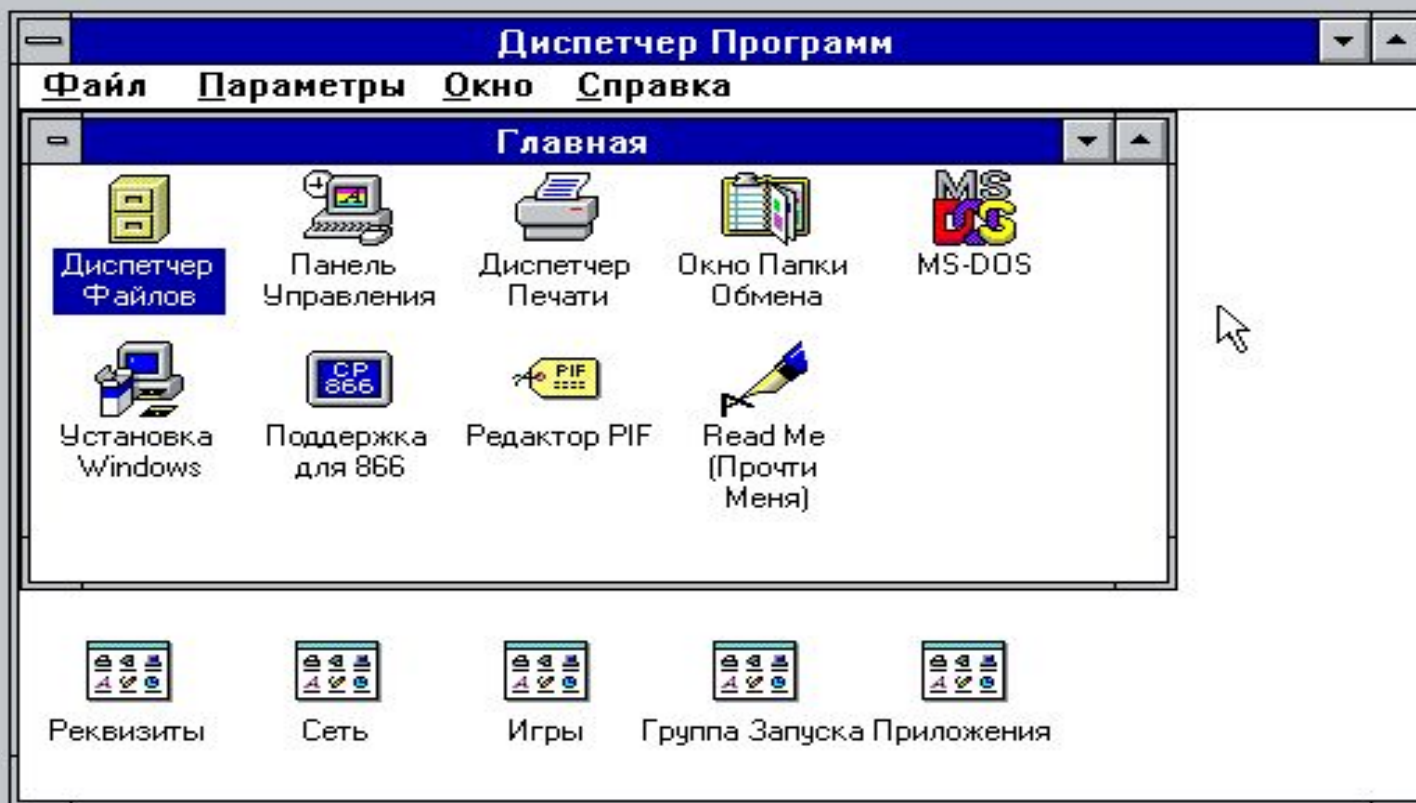 Диспетчер Программ
Файл Параметры Окно Справка
Главная
Диспетчер
Файлов
Панель
Управления
Диспетчер
Печати
Окно Папки
Обмена
MS
DOS
MS-DOS
Установка
Windows
CP
866
Поддержка
для 866
PIF
Редактор PIF
Read Me
(Прочти
Меня)
Реквизиты
Сеть
Игры
Группа Запуска
Приложения